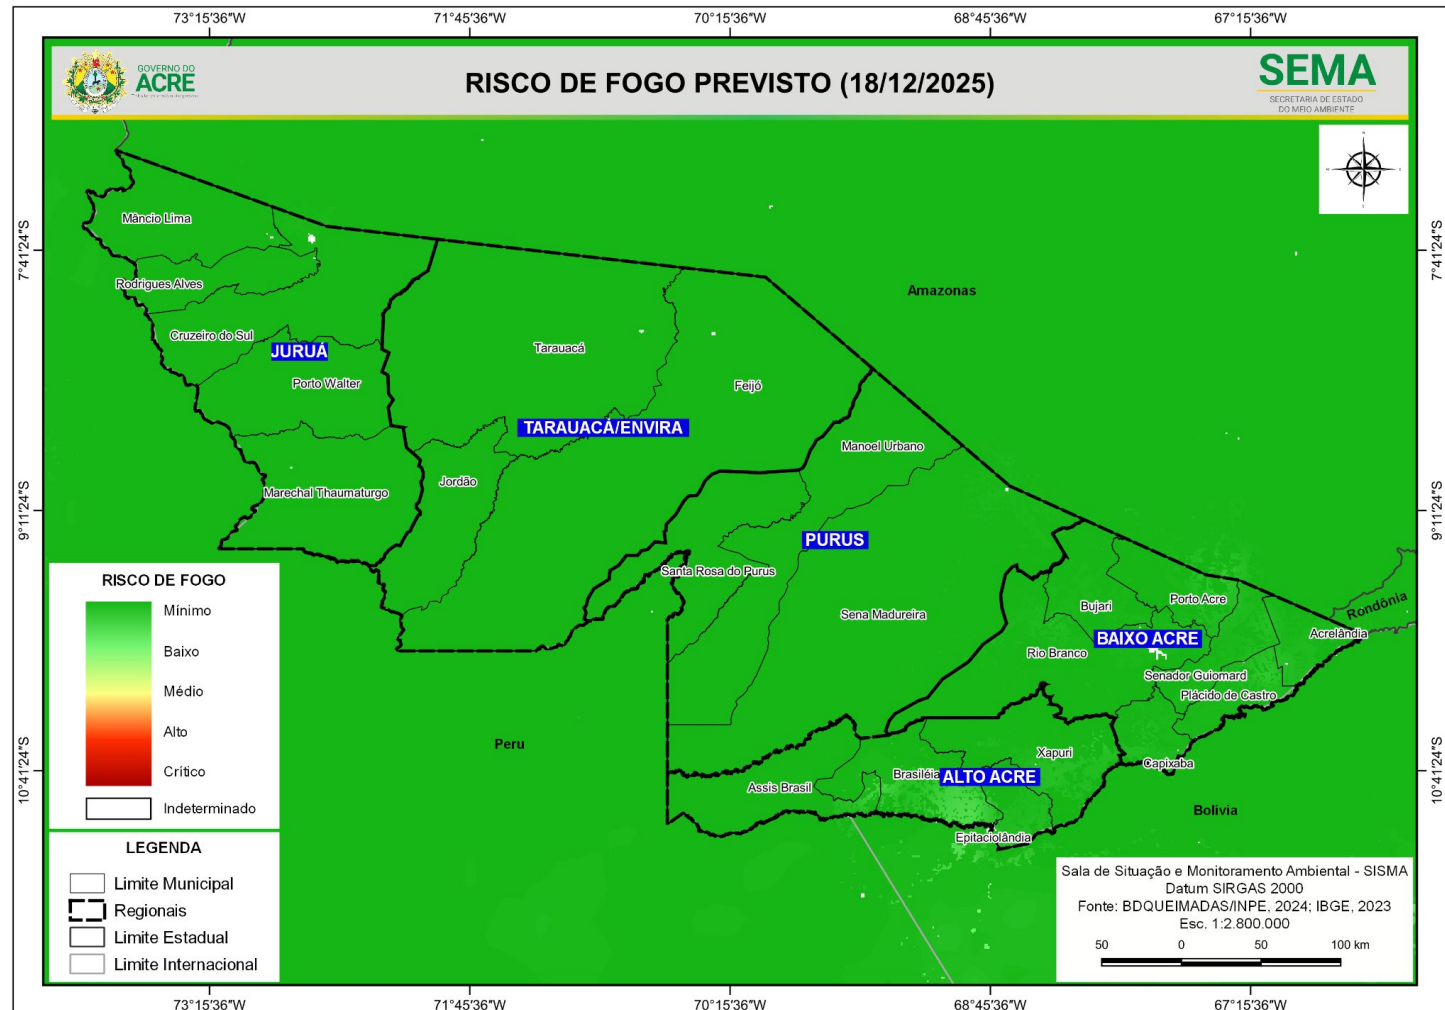 73°15'36"W
71°45'36"W
70°15'36"W
68°45'36"W
67°15'36"W
GOVERNO DO
ACRE
RISCO DE FOGO PREVISTO (18/12/2025)
SEMA
SECRETARIA DE ESTADO
DO MEIO AMBIENTE
7°41'24"S
7°41'24"S
9°11'24"S
9°11'24"S
10°41'24"S
10°41'24"S
Mâncio Lima
Rodrigues Alves
Cruzeiro do Sul
JURUÁ
Porto Walter
Marechal Thaumaturgo
Tarauacá
Feijó
TARAUACÁ/ENVIRA
Jordão
Amazonas
Manoel Urbano
PURUS
Santa Rosa do Purus
Sena Madureira
Bujari
Porto Acre
BAIXO ACRE
Rio Branco
Senador Guiomard
Plácido de Castro
Acrelândia
Rondônia
Capixaba
Xapuri
Brasiléia
ALTO ACRE
Assis Brasil
Epitaciolândia
Peru
Bolivia
RISCO DE FOGO
Mínimo
Baixo
Médio
Alto
Crítico
Indeterminado
LEGENDA
Limite Municipal
Regionais
Limite Estadual
Limite Internacional
Sala de Situação e Monitoramento Ambiental - SISMA
Datum SIRGAS 2000
Fonte: BDQUEIMADAS/INPE, 2024; IBGE, 2023
Esc. 1:2.800.000
50 0 50 100 km
73°15'36"W
71°45'36"W
70°15'36"W
68°45'36"W
67°15'36"W